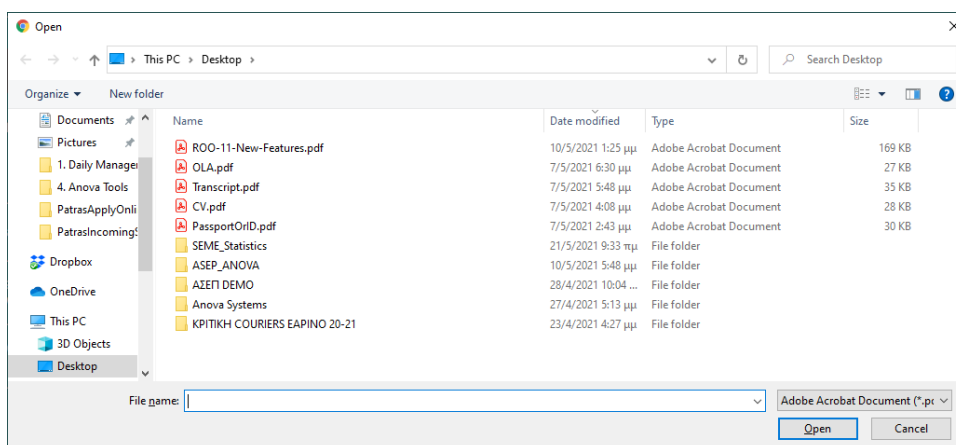 Open
This PC > Desktop >
Search Desktop
Organize
New folder
Documents
Pictures
1. Daily Manager
4. Anova Tools
PatrasApplyOnli
PatrasIncomingS
Dropbox
OneDrive
This PC
3D Objects
Desktop
Name Date modified Type Size
ROO-11-New-Features.pdf 10/5/2021 1:25 μμ Adobe Acrobat Document 169 KB
OLA.pdf 7/5/2021 6:30 μμ Adobe Acrobat Document 27 KB
Transcript.pdf 7/5/2021 5:48 μμ Adobe Acrobat Document 35 KB
CV.pdf 7/5/2021 4:08 μμ Adobe Acrobat Document 28 KB
PassportOrID.pdf 7/5/2021 2:43 μμ Adobe Acrobat Document 30 KB
SEME_Statistics 21/5/2021 9:33 πμ File folder
ASEP_ANOVA 10/5/2021 5:48 μμ File folder
ΑΣΕΠ DEMO 28/4/2021 10:04 ... File folder
Anova Systems 27/4/2021 5:13 μμ File folder
ΚΡΙΤΙΚΗ COURIERS ΕΑΡΙΝΟ 20-21 23/4/2021 4:27 μμ File folder
File name:
Adobe Acrobat Document (*.pd
Open
Cancel